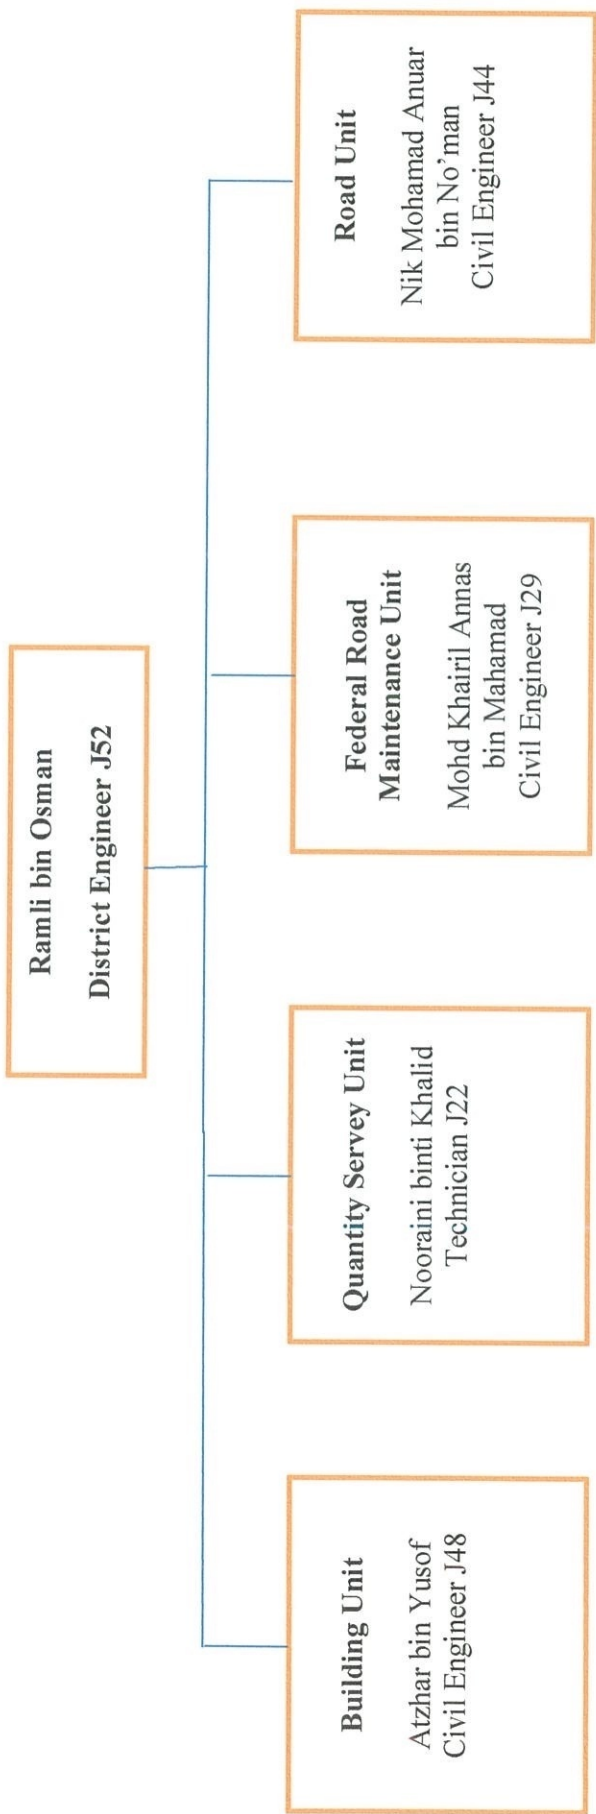 Ramli bin Osman
District Engineer J52
Building Unit
Atzhar bin Yusof
Civil Engineer J48
Quantity Servey Unit
Nooraini binti Khalid
Technician J22
Federal Road
Maintenance Unit
Mohd Khairil Annas
bin Mahamad
Civil Engineer J29
Road Unit
Nik Mohamad Anuar
bin No’man
Civil Engineer J44